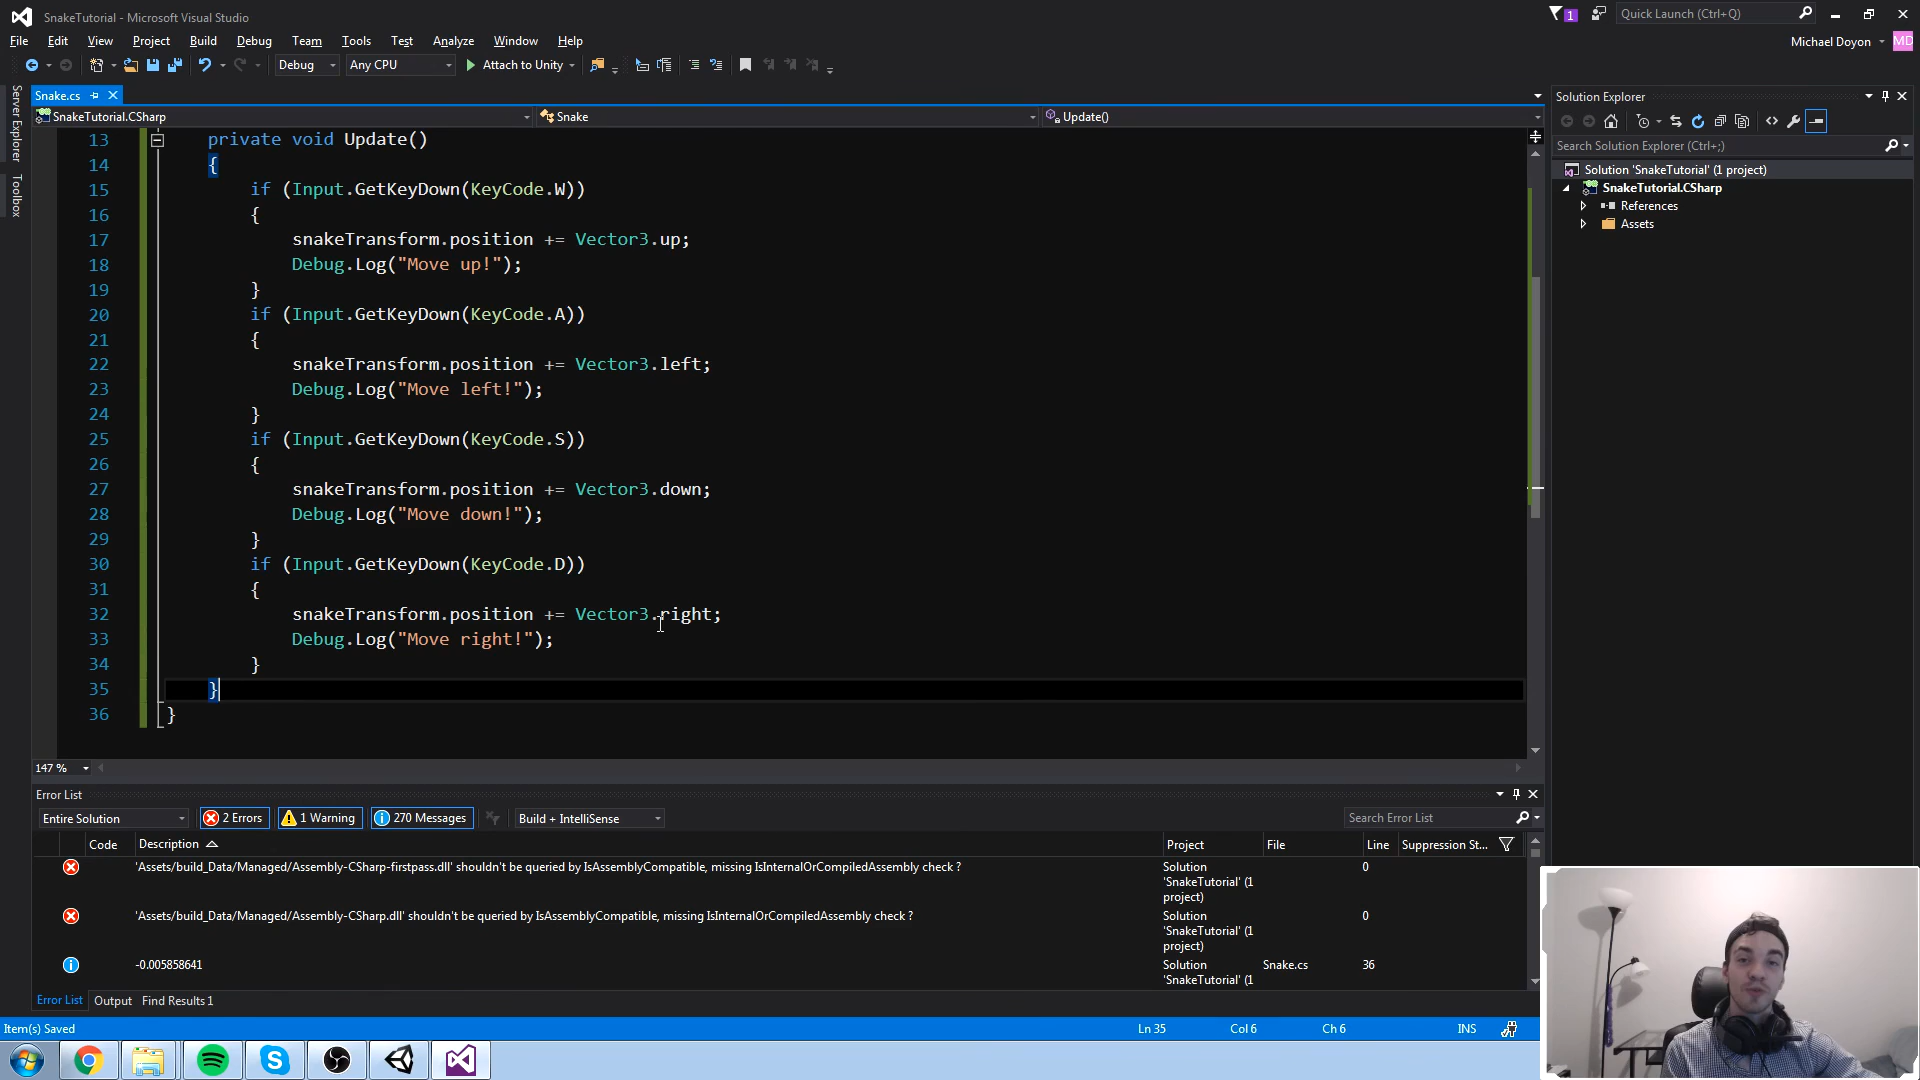 SnakeTutorial - Microsoft Visual Studio
1
Quick Launch (Ctrl+Q)
File Edit View Project Build Debug Team Tools Test Analyze Window Help
Michael Doyon MD
Debug Any CPU Attach to Unity
Server Explorer
Toolbox
Snake.cs
SnakeTutorial.CSharp Snake Update()
13 private void Update()
14 {
15 if (Input.GetKeyDown(KeyCode.W))
16 {
17 snakeTransform.position += Vector3.up;
18 Debug.Log("Move up!");
19 }
20 if (Input.GetKeyDown(KeyCode.A))
21 {
22 snakeTransform.position += Vector3.left;
23 Debug.Log("Move left!");
24 }
25 if (Input.GetKeyDown(KeyCode.S))
26 {
27 snakeTransform.position += Vector3.down;
28 Debug.Log("Move down!");
29 }
30 if (Input.GetKeyDown(KeyCode.D))
31 {
32 snakeTransform.position += Vector3.right;
33 Debug.Log("Move right!");
34 }
35 }
36 }
147 %
Solution Explorer
Search Solution Explorer (Ctrl+;)
Solution 'SnakeTutorial' (1 project)
SnakeTutorial.CSharp
References
Assets
Error List
Entire Solution 2 Errors 1 Warning 270 Messages Build + IntelliSense Search Error List
Code Description Project File Line Suppression St...
'Assets/build_Data/Managed/Assembly-CSharp-firstpass.dll' shouldn't be queried by IsAssemblyCompatible, missing IsInternalOrCompiledAssembly check ? Solution 0
'SnakeTutorial' (1
project)
'Assets/build_Data/Managed/Assembly-CSharp.dll' shouldn't be queried by IsAssemblyCompatible, missing IsInternalOrCompiledAssembly check ? Solution 0
'SnakeTutorial' (1
project)
-0.005858641 Solution Snake.cs 36
'SnakeTutorial' (1
Error List Output Find Results 1
Item(s) Saved Ln 35 Col 6 Ch 6 INS